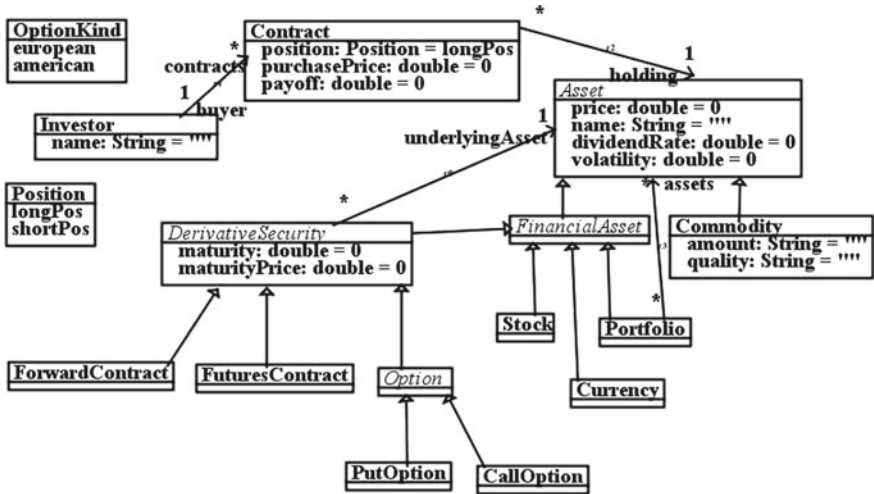 OptionKind
european
american
Contract
position: Position = longPos
purchasePrice: double = 0
payoff: double = 0
*
r2
1
holding
*
contracts
1
buyer
Investor
name: String = ""
Asset
price: double = 0
name: String = ""
dividendRate: double = 0
volatility: double = 0
1
underlyingAsset
*
*
assets
Position
longPos
shortPos
DerivativeSecurity
maturity: double = 0
maturityPrice: double = 0
FinancialAsset
Commodity
amount: String = ""
quality: String = ""
r3
*
Stock
Portfolio
ForwardContract
FuturesContract
Option
Currency
PutOption
CallOption